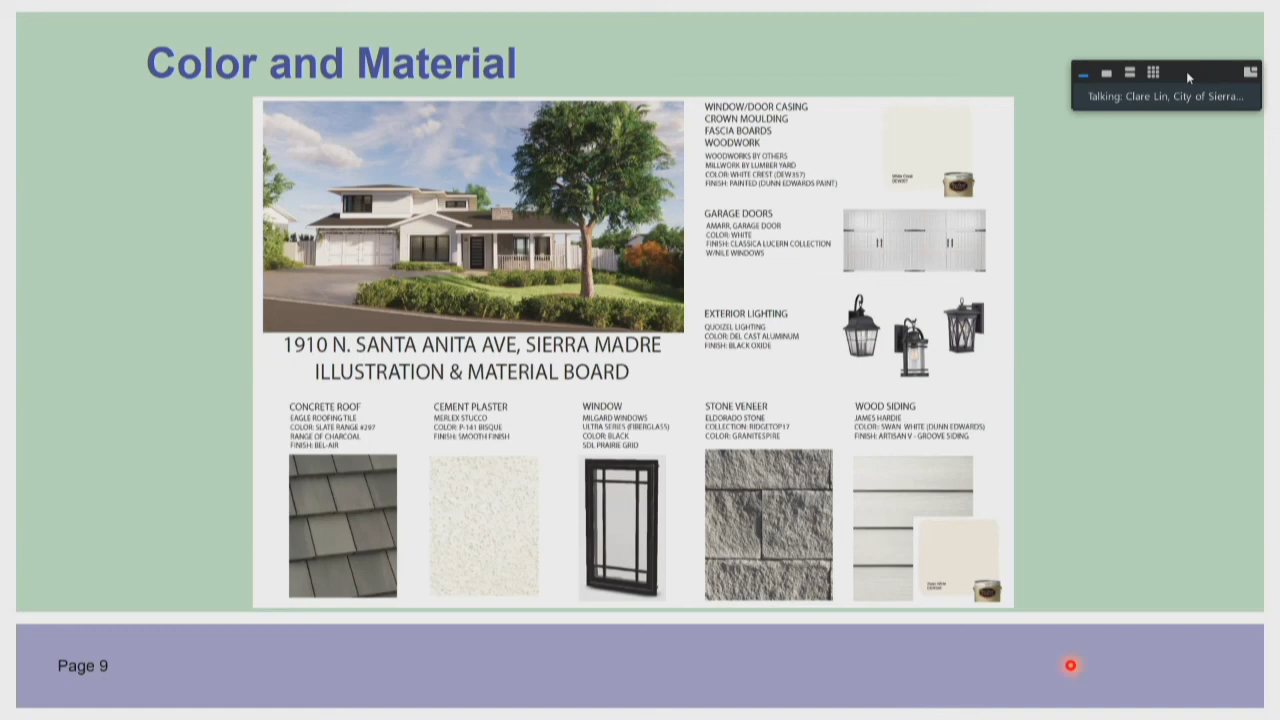 Color and Material
Talking: Clare Lin, City of Sierra...
WINDOW/DOOR CASING
CROWN MOULDING
FASCIA BOARDS
WOODWORK
WOODWORKS BY OTHERS
MILLWORK BY LUMBER YARD
COLOR: WHITE CREST (DEW357)
FINISH: PAINTED (DUNN EDWARDS PAINT)
GARAGE DOORS
AMARR, GARAGE DOOR
COLOR: WHITE
FINISH: CLASSICA LUCERN COLLECTION
W/NILE WINDOWS
EXTERIOR LIGHTING
QUOIZEL LIGHTING
COLOR: DEL CAST ALUMINUM
FINISH: BLACK OXIDE
1910 N. SANTA ANITA AVE, SIERRA MADRE
ILLUSTRATION & MATERIAL BOARD
CONCRETE ROOF
EAGLE ROOFING TILE
COLOR: SLATE RANGE #297
RANGE OF CHARCOAL
FINISH: BEL-AIR
CEMENT PLASTER
MERLEX STUCCO
COLOR: P-141 BISQUE
FINISH: SMOOTH FINISH
WINDOW
MILGARD WINDOWS
ULTRA SERIES (FIBERGLASS)
COLOR: BLACK
SDL PRAIRIE GRID
STONE VENEER
ELDORADO STONE
COLLECTION: RIDGETOP17
COLOR: GRANITESPIRE
WOOD SIDING
JAMES HARDIE
COLOR: SWAN WHITE (DUNN EDWARDS)
FINISH: ARTISAN V - GROOVE SIDING
Page 9